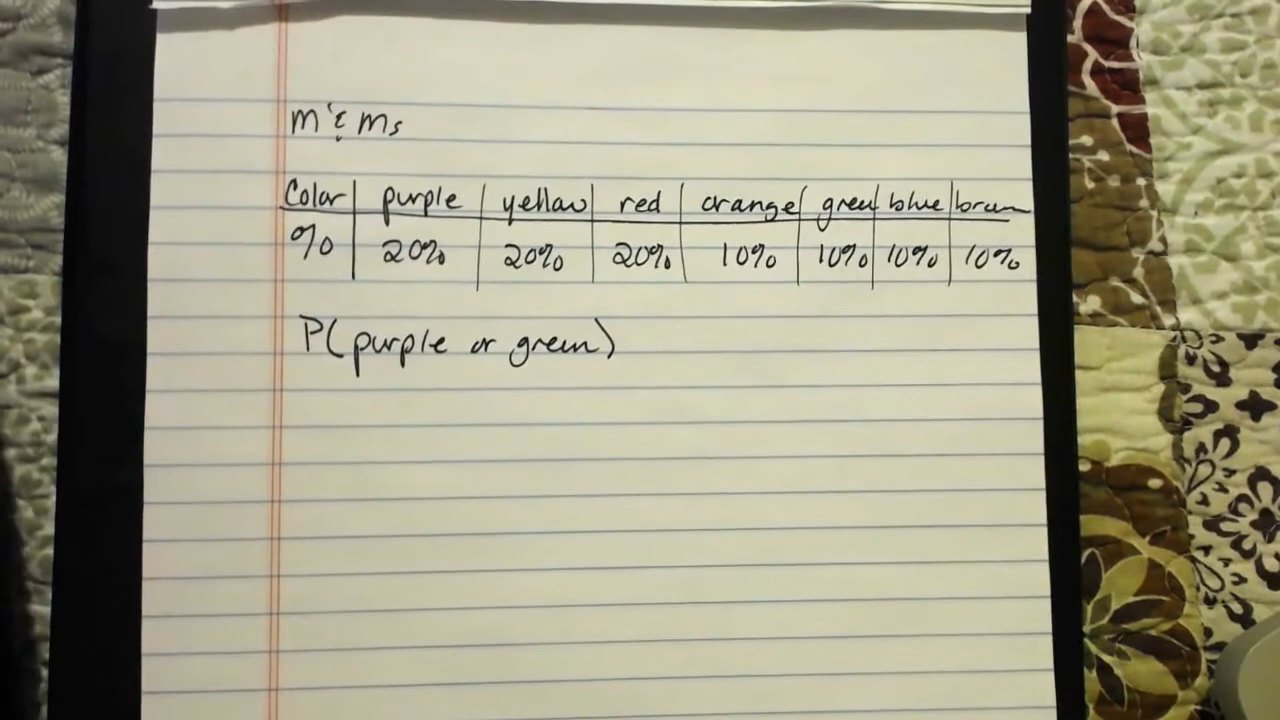 m & ms
Color purple yellow red orange green blue brown
% 20% 20% 20% 10% 10% 10% 10%
P(purple or green)